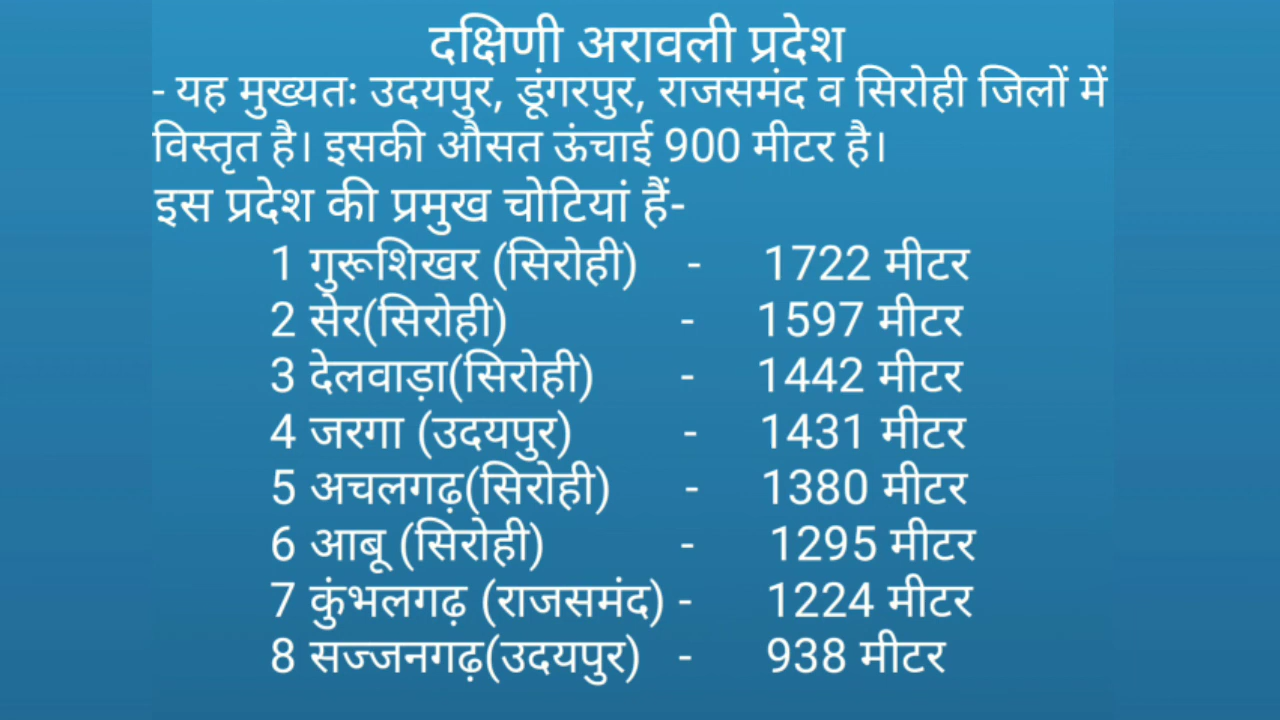 दक्षिणी अरावली प्रदेश
- यह मुख्यतः उदयपुर, डूंगरपुर, राजसमंद व सिरोही जिलों में
विस्तृत है। इसकी औसत ऊंचाई 900 मीटर है।
इस प्रदेश की प्रमुख चोटियां हैं-
1 गुरूशिखर (सिरोही) - 1722 मीटर
2 सेर(सिरोही) - 1597 मीटर
3 देलवाड़ा(सिरोही) - 1442 मीटर
4 जरगा (उदयपुर) - 1431 मीटर
5 अचलगढ़(सिरोही) - 1380 मीटर
6 आबू (सिरोही) - 1295 मीटर
7 कुंभलगढ़ (राजसमंद) - 1224 मीटर
8 सज्जनगढ़(उदयपुर) - 938 मीटर